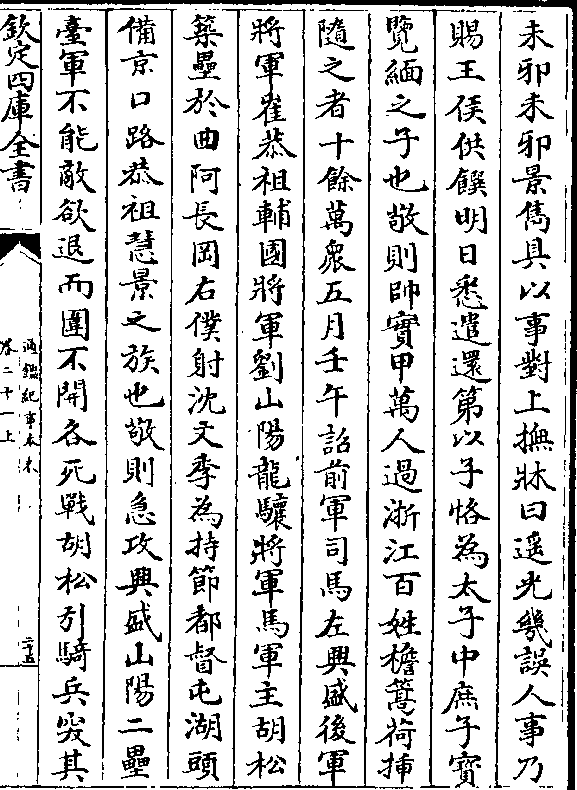 未邪未邪景儁具以事對上撫牀曰遥光幾誤人事乃
賜王侯供饌明日悉遣還第以子恪為太子中庶子寳
覽緬之子也敬則帥實甲萬人過浙江百姓檐篙荷插
隨之者十餘萬衆五月壬午詔前軍司馬左興盛後軍
將軍崔恭祖輔國將軍劉山陽龍驤將軍馬軍主胡松
築壘於曲阿長岡右僕射沈文季為持節都督屯湖頭
備京口路恭祖慧景之族也敬則急攻興盛山陽二壘
臺軍不能敵欲退而圍不開各死戰胡松引騎兵突其
欽定四庫全書
通鑑紀事本末
卷二十一上
二十五